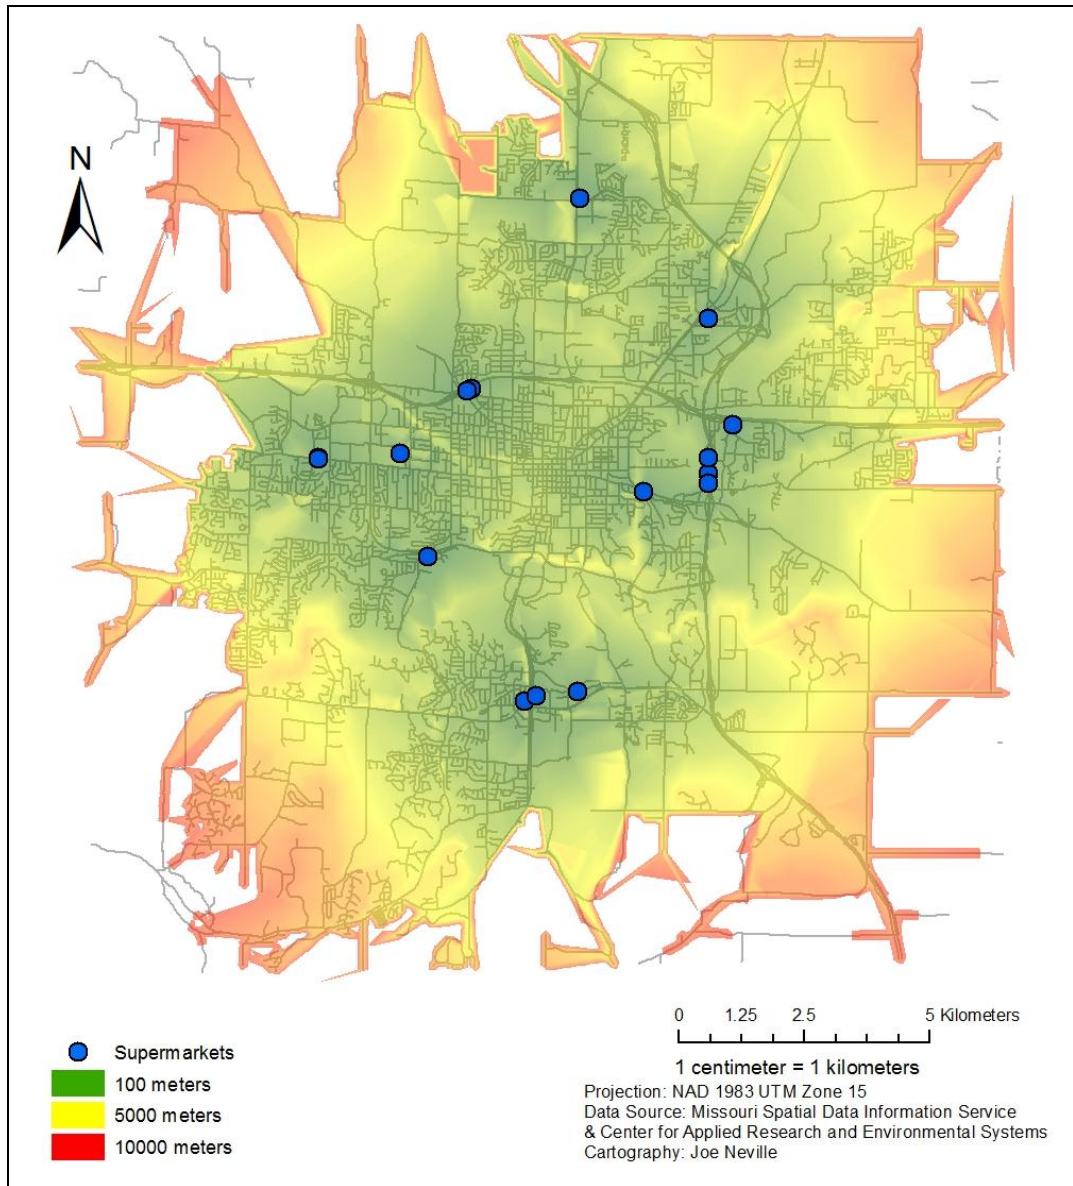 N
0 1.25 2.5 5 Kilometers
1 centimeter = 1 kilometers
Supermarkets
100 meters
5000 meters
10000 meters
Projection: NAD 1983 UTM Zone 15
Data Source: Missouri Spatial Data Information Service
& Center for Applied Research and Environmental Systems
Cartography: Joe Neville